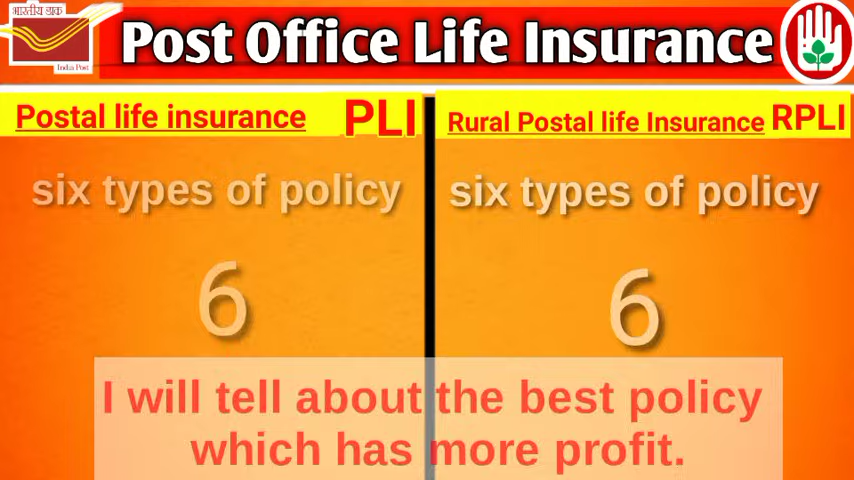 भारतीय डाक
India Post
Post Office Life Insurance
Postal life insurance PLI
Rural Postal life Insurance RPLI
six types of policy
6
six types of policy
6
I will tell about the best policy
which has more profit.